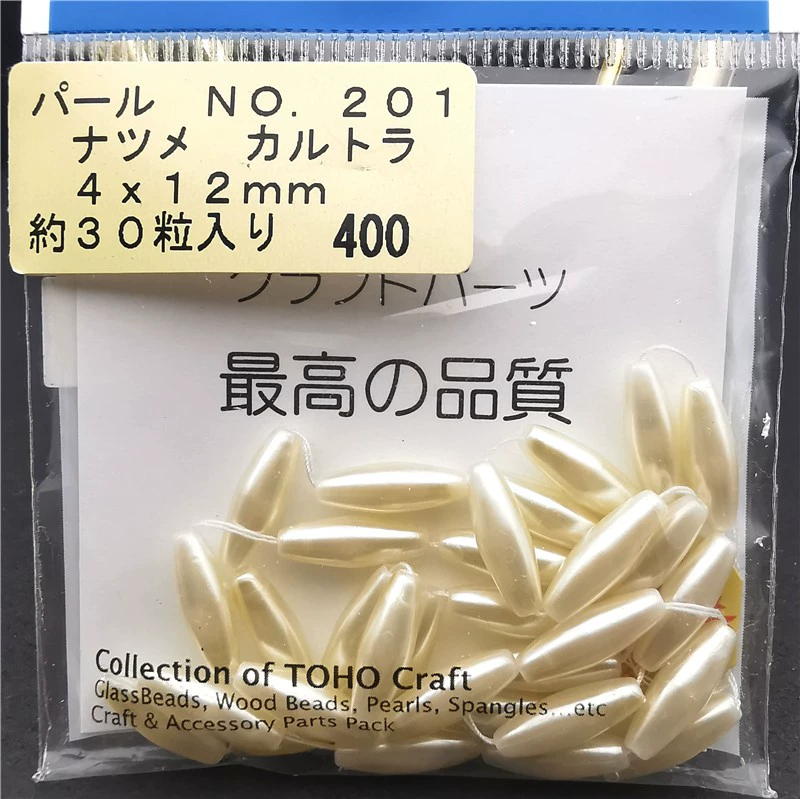 パール　ＮＯ．２０１
ナツメ　カルトラ
４ｘ１２ｍｍ
約３０粒入り　400
クラフトパーツ
最高の品質
Collection of TOHO Craft
GlassBeads, Wood Beads, Pearls, Spangles...etc
Craft & Accessory Parts Pack